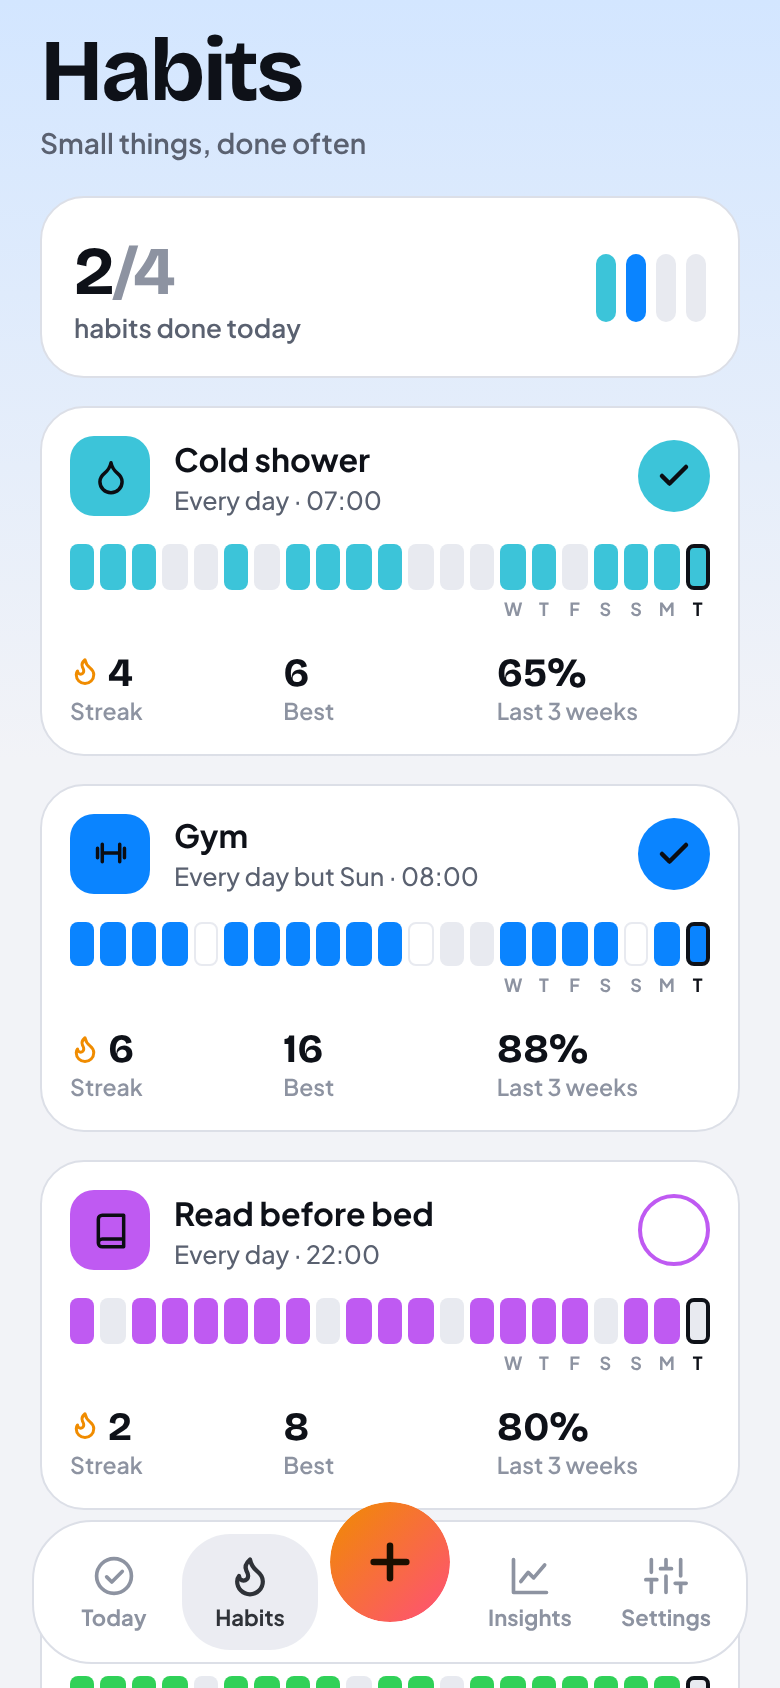 Habits
Small things, done often
2/4
habits done today
Cold shower
Every day · 07:00
W T F S S M T
4 6 65%
Streak Best Last 3 weeks
Gym
Every day but Sun · 08:00
W T F S S M T
6 16 88%
Streak Best Last 3 weeks
Read before bed
Every day · 22:00
W T F S S M T
2 8 80%
Streak Best Last 3 weeks
Today Habits Insights Settings